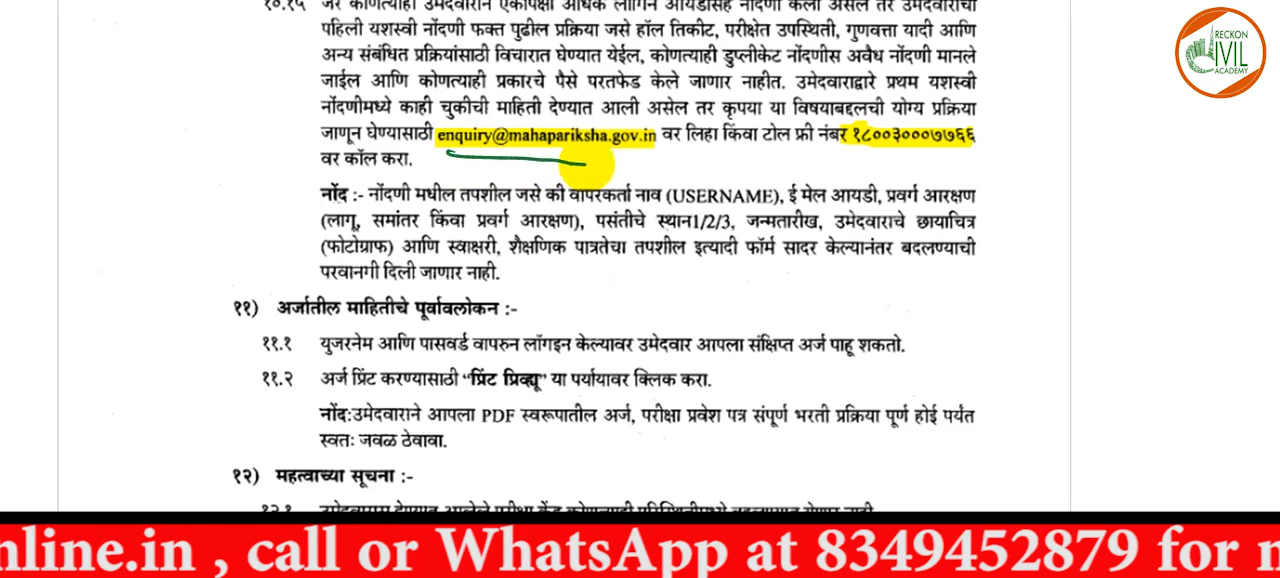 १०.१५ जर कोणत्याही उमेदवाराने एकापेक्षा अधिक लॉगिन आयडीसह नोंदणी केली असेल तर उमेदवाराची
पहिली यशस्वी नोंदणी फक्त पुढील प्रक्रिया जसे हॉल तिकीट, परीक्षेत उपस्थिती, गुणवत्ता यादी आणि
अन्य संबंधित प्रक्रियांसाठी विचारात घेण्यात येईल, कोणत्याही डुप्लीकेट नोंदणीस अवैध नोंदणी मानले
जाईल आणि कोणत्याही प्रकारचे पैसे परतफेड केले जाणार नाहीत. उमेदवाराद्वारे प्रथम यशस्वी
नोंदणीमध्ये काही चुकीची माहिती देण्यात आली असेल तर कृपया या विषयाबद्दलची योग्य प्रक्रिया
जाणून घेण्यासाठी enquiry@mahapariksha.gov.in वर लिहा किंवा टोल फ्री नंबर १८००३०००७७६६
वर कॉल करा.
नोंद :- नोंदणी मधील तपशील जसे की वापरकर्ता नाव (USERNAME), ई मेल आयडी, प्रवर्ग आरक्षण
(लागू, समांतर किंवा प्रवर्ग आरक्षण), पसंतीचे स्थान1/2/3, जन्मतारीख, उमेदवाराचे छायाचित्र
(फोटोग्राफ) आणि स्वाक्षरी, शैक्षणिक पात्रतेचा तपशील इत्यादी फॉर्म सादर केल्यानंतर बदलण्याची
परवानगी दिली जाणार नाही.
११) अर्जातील माहितीचे पूर्वावलोकन :-
११.१ युजरनेम आणि पासवर्ड वापरुन लॉगइन केल्यावर उमेदवार आपला संक्षिप्त अर्ज पाहू शकतो.
११.२ अर्ज प्रिंट करण्यासाठी “प्रिंट प्रिव्ह्यू” या पर्यायावर क्लिक करा.
नोंद:उमेदवाराने आपला PDF स्वरूपातील अर्ज, परीक्षा प्रवेश पत्र संपूर्ण भरती प्रक्रिया पूर्ण होई पर्यंत
स्वतः जवळ ठेवावा.
१२) महत्वाच्या सूचना :-
RECKON
CIVIL
ACADEMY
nline.in , call or WhatsApp at 8349452879 for